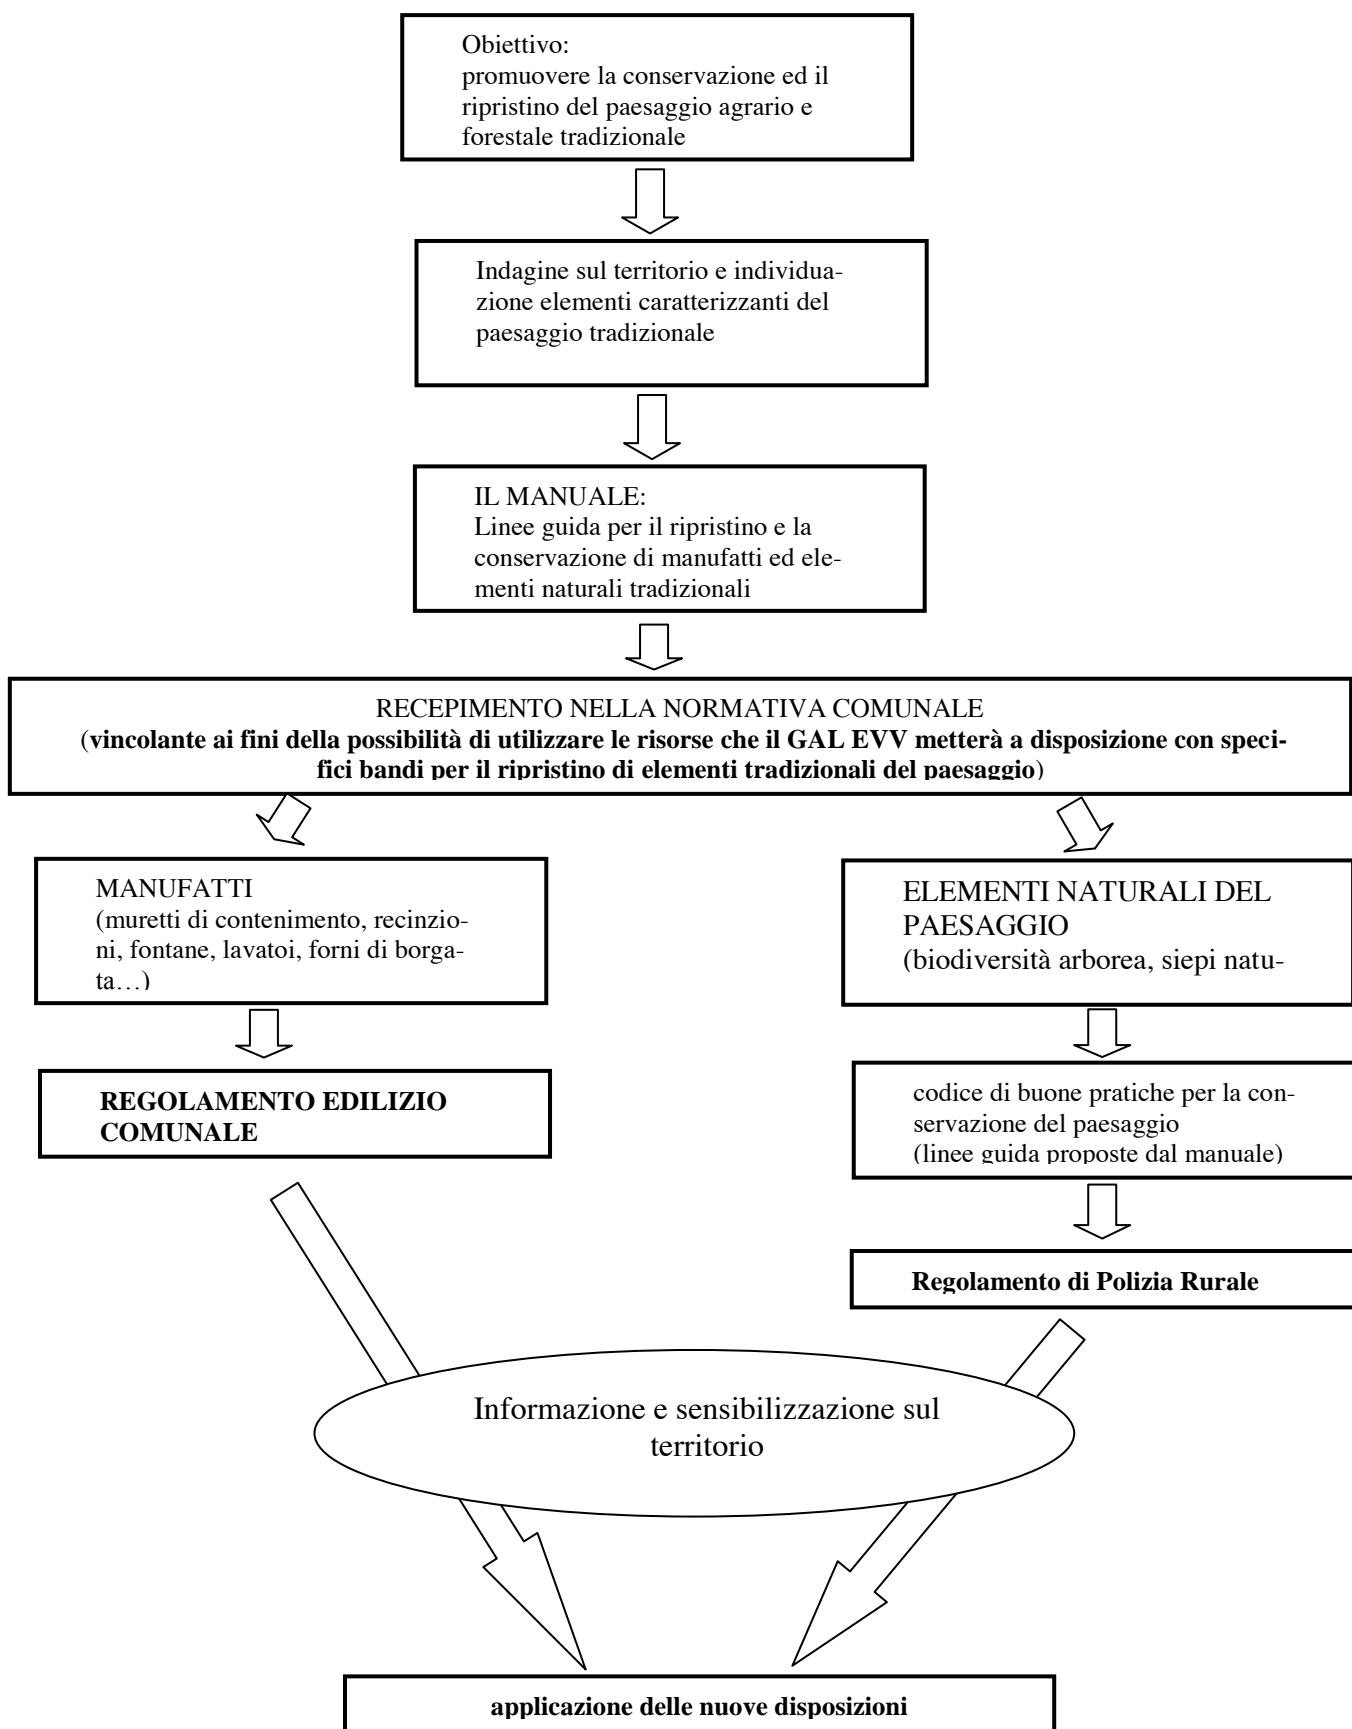 Obiettivo:
promuovere la conservazione ed il
ripristino del paesaggio agrario e
forestale tradizionale
Indagine sul territorio e individua-
zione elementi caratterizzanti del
paesaggio tradizionale
IL MANUALE:
Linee guida per il ripristino e la
conservazione di manufatti ed ele-
menti naturali tradizionali
RECEPIMENTO NELLA NORMATIVA COMUNALE
(vincolante ai fini della possibilità di utilizzare le risorse che il GAL EVV metterà a disposizione con speci-
fici bandi per il ripristino di elementi tradizionali del paesaggio)
MANUFATTI
(muretti di contenimento, recinzio-
ni, fontane, lavatoi, forni di borga-
ta…)
ELEMENTI NATURALI DEL
PAESAGGIO
(biodiversità arborea, siepi natu-
REGOLAMENTO EDILIZIO
COMUNALE
codice di buone pratiche per la con-
servazione del paesaggio
(linee guida proposte dal manuale)
Regolamento di Polizia Rurale
Informazione e sensibilizzazione sul
territorio
applicazione delle nuove disposizioni